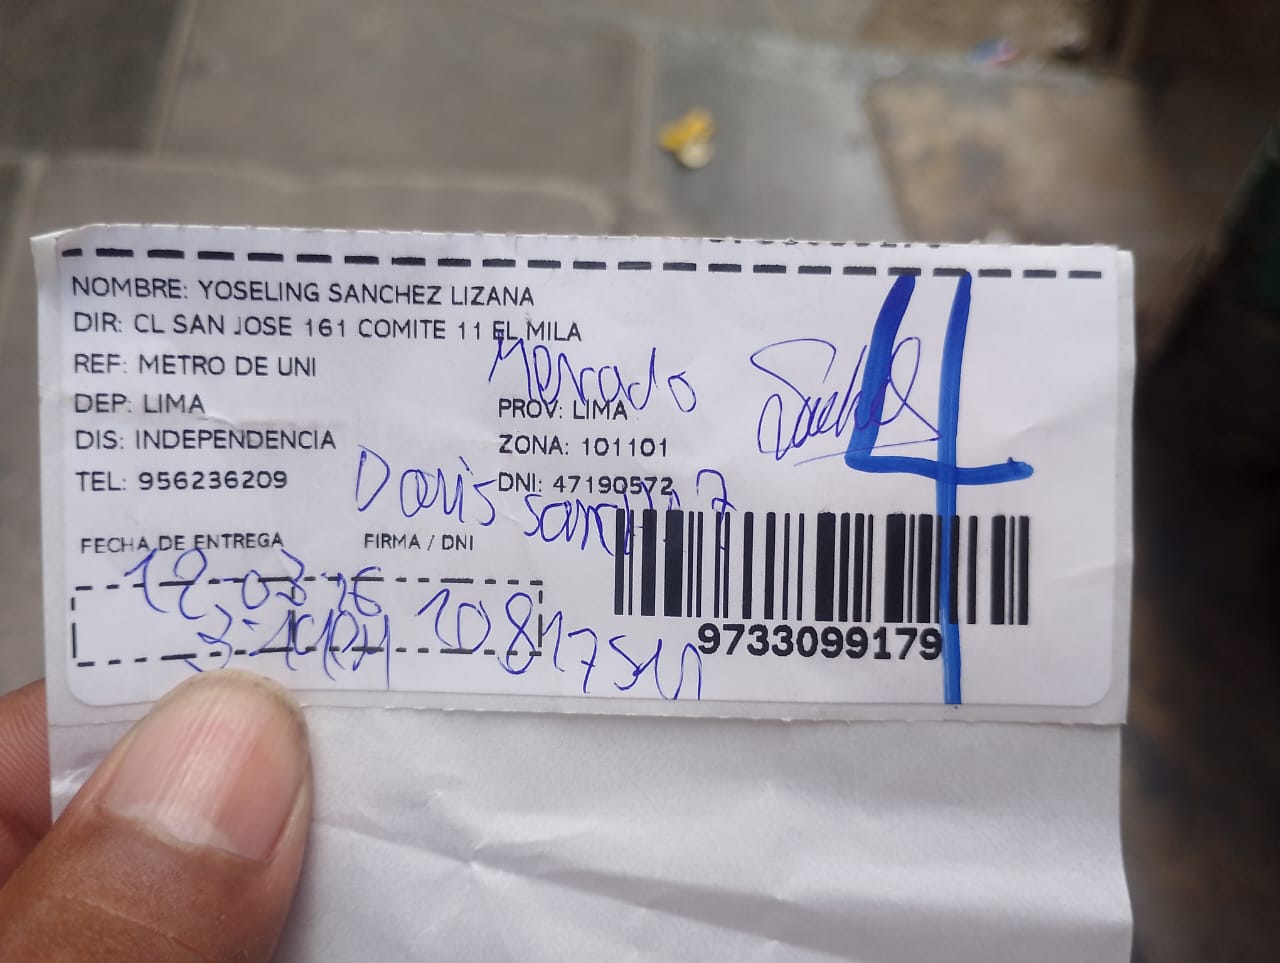 NOMBRE: YOSELING SANCHEZ LIZANA
DIR: CL SAN JOSE 161 COMITE 11 EL MILA
REF: METRO DE UNI
Mercado
4
DEP: LIMA
PROV: LIMA
DIS: INDEPENDENCIA
ZONA: 101101
TEL: 956236209
DNI: 47190572
Doris
FECHA DE ENTREGA
FIRMA / DNI
9733099179